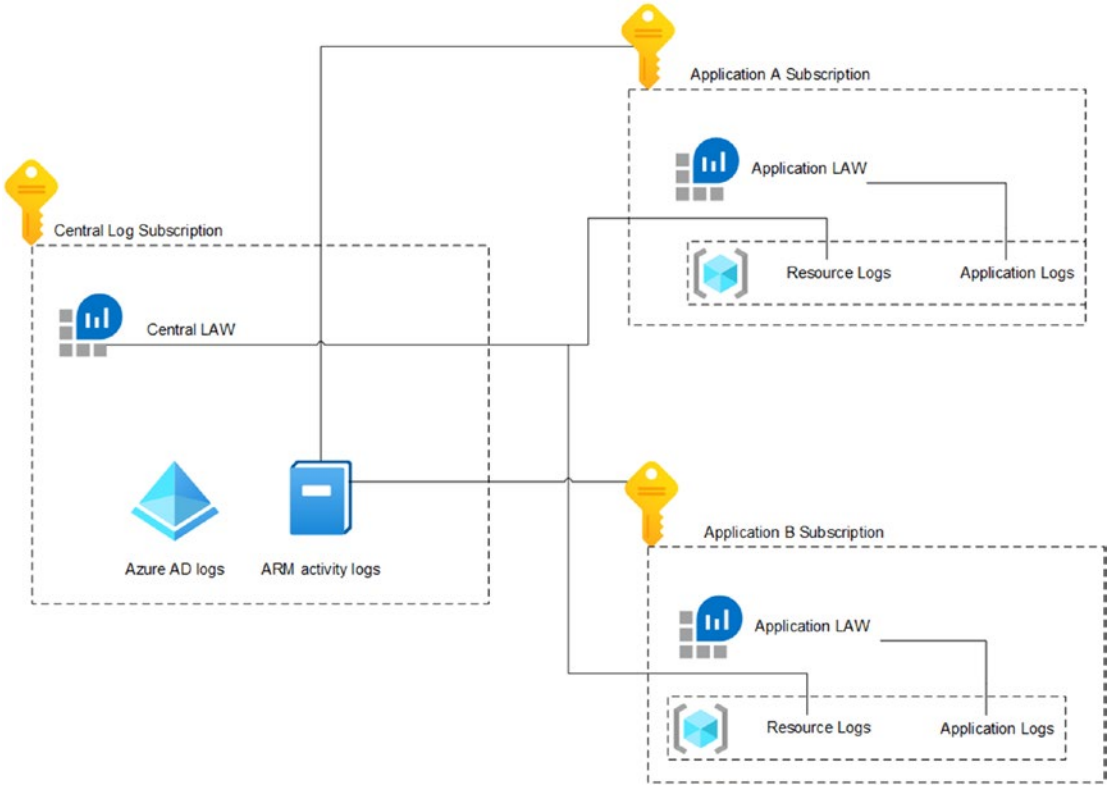 Application A Subscription
Application LAW
Resource Logs
Application Logs
Central Log Subscription
Central LAW
Azure AD logs
ARM activity logs
Application B Subscription
Application LAW
Resource Logs
Application Logs